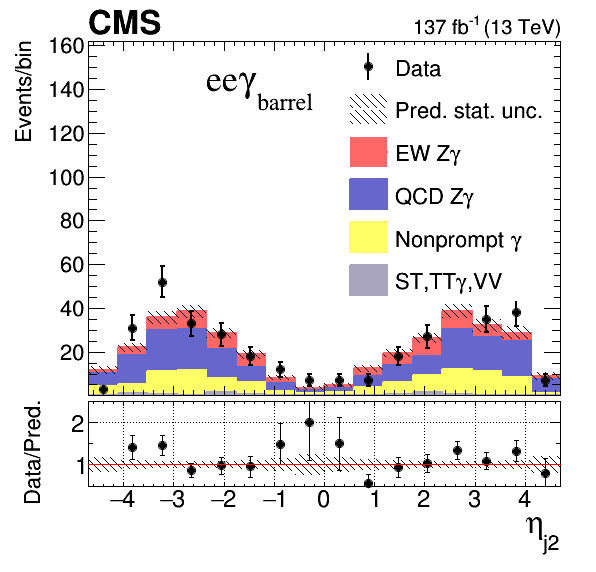 CMS 137 fb⁻¹ (13 TeV)
Events/bin
160
140
120
100
80
60
40
20
eeγ_barrel
Data
Pred. stat. unc.
EW Zγ
QCD Zγ
Nonprompt γ
ST,TTγ,VV
Data/Pred.
2
1
−4 −3 −2 −1 0 1 2 3 4
η_j2